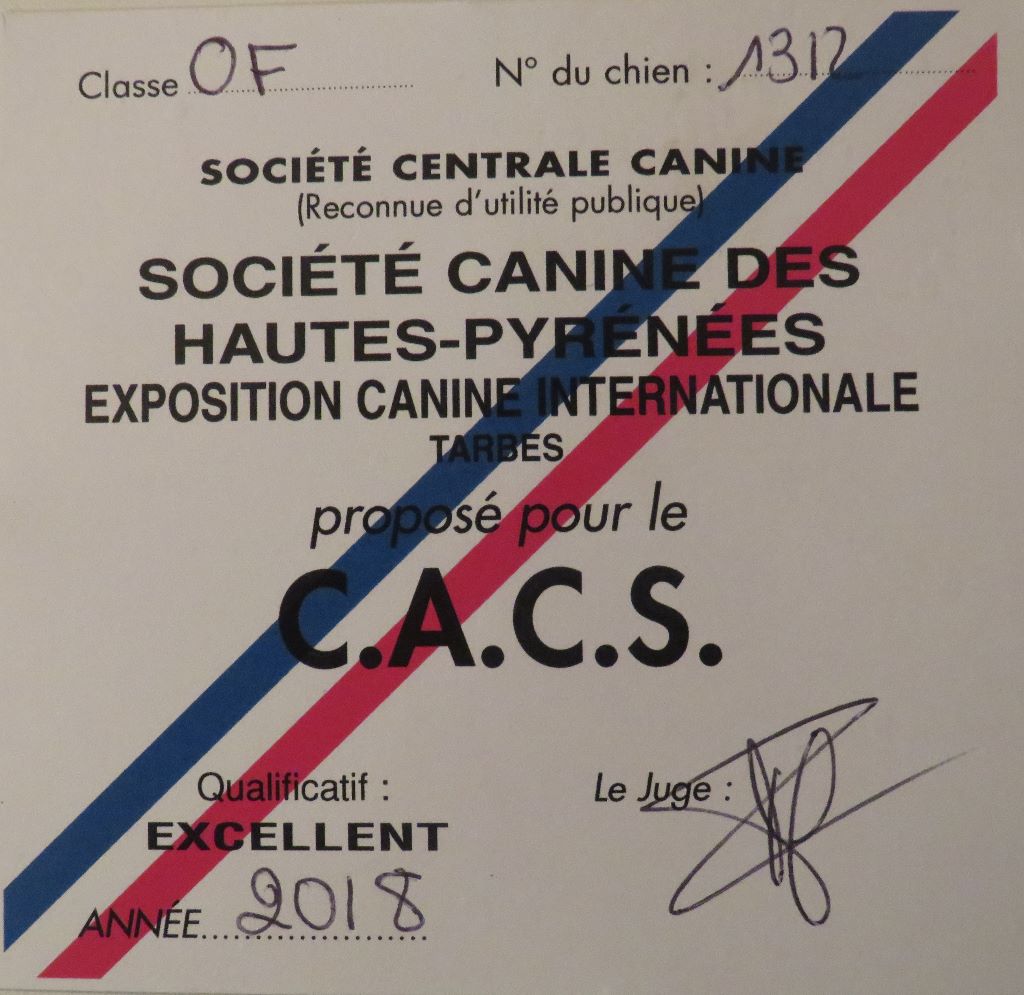 Classe OF N° du chien : 1312
SOCIÉTÉ CENTRALE CANINE
(Reconnue d'utilité publique)
SOCIÉTÉ CANINE DES
HAUTES-PYRÉNÉES
EXPOSITION CANINE INTERNATIONALE
TARBES
proposé pour le
C.A.C.S.
Qualificatif : Le Juge :
EXCELLENT
ANNÉE 2018